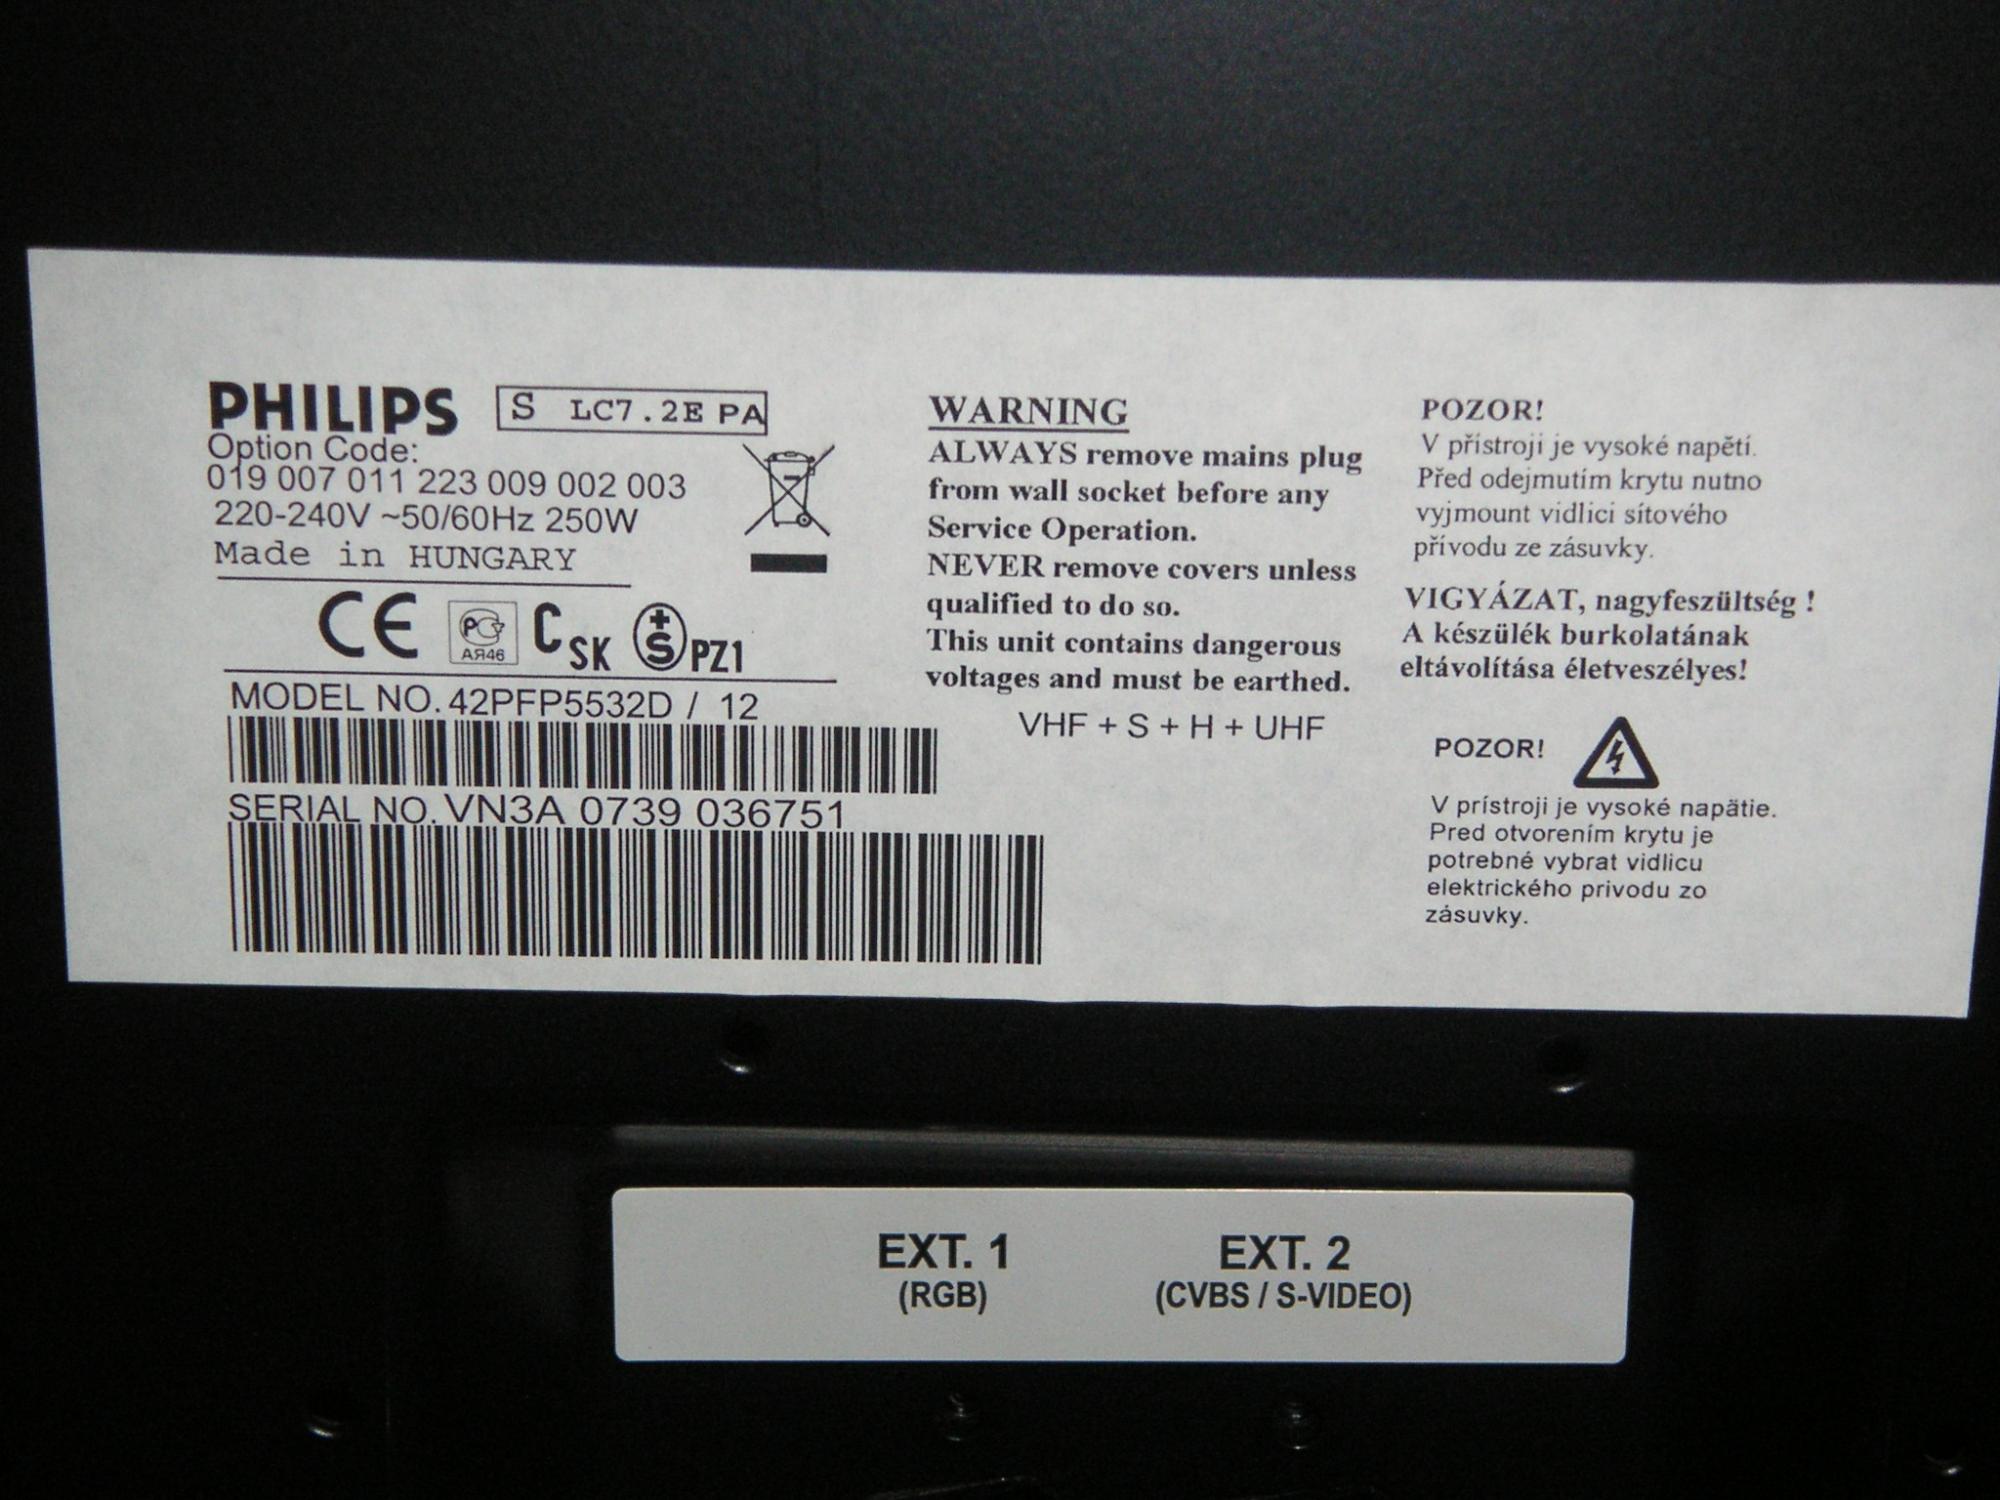 PHILIPS
S LC7.2E PA
Option Code:
019 007 011 223 009 002 003
220-240V ~50/60Hz 250W
Made in HUNGARY
CE
РСТ
АЯ46
C SK
+S PZ1
MODEL NO. 42PFP5532D / 12
SERIAL NO. VN3A 0739 036751
WARNING
ALWAYS remove mains plug
from wall socket before any
Service Operation.
NEVER remove covers unless
qualified to do so.
This unit contains dangerous
voltages and must be earthed.
VHF + S + H + UHF
POZOR!
V přístroji je vysoké napětí.
Před odejmutím krytu nutno
vyjmount vidlici sítového
přívodu ze zásuvky.
VIGYÁZAT, nagyfeszültség !
A készülék burkolatának
eltávolítása életveszélyes!
POZOR!
V prístroji je vysoké napätie.
Pred otvorením krytu je
potrebné vybrat vidlicu
elektrického privodu zo
zásuvky.
EXT. 1
(RGB)
EXT. 2
(CVBS / S-VIDEO)